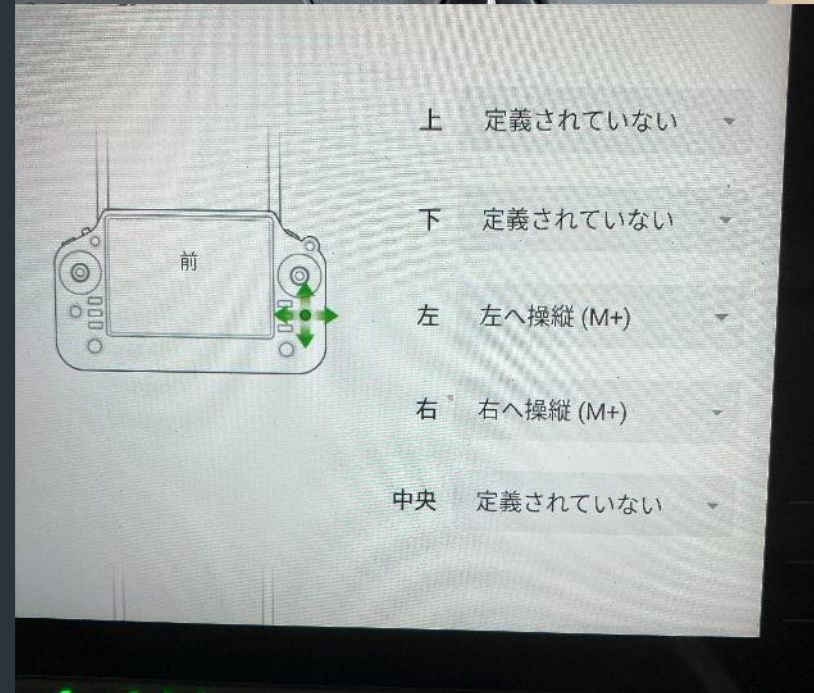 前
上 定義されていない
下 定義されていない
左 左へ操縦 (M+)
右 右へ操縦 (M+)
中央 定義されていない